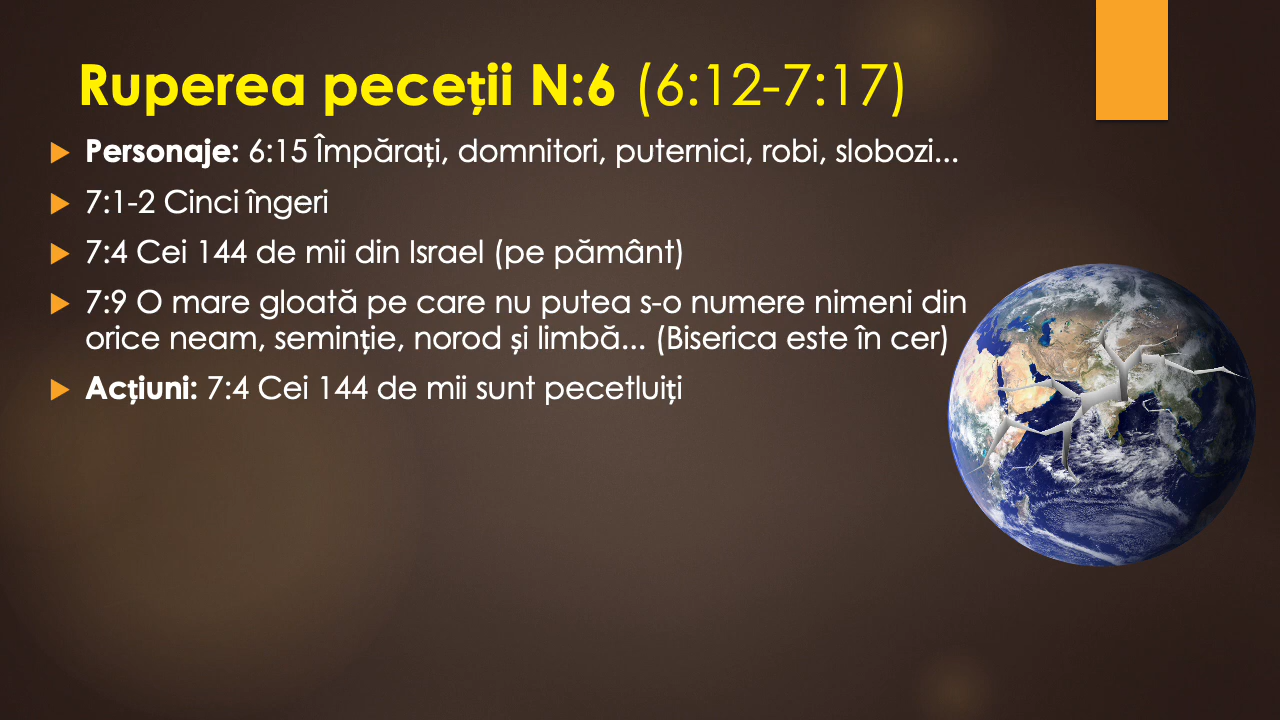 Ruperea peceții N:6 (6:12-7:17)
Personaje: 6:15 Împărați, domnitori, puternici, robi, slobozi...
7:1-2 Cinci îngeri
7:4 Cei 144 de mii din Israel (pe pământ)
7:9 O mare gloată pe care nu putea s-o numere nimeni din
orice neam, seminție, norod și limbă... (Biserica este în cer)
Acțiuni: 7:4 Cei 144 de mii sunt pecetluiți